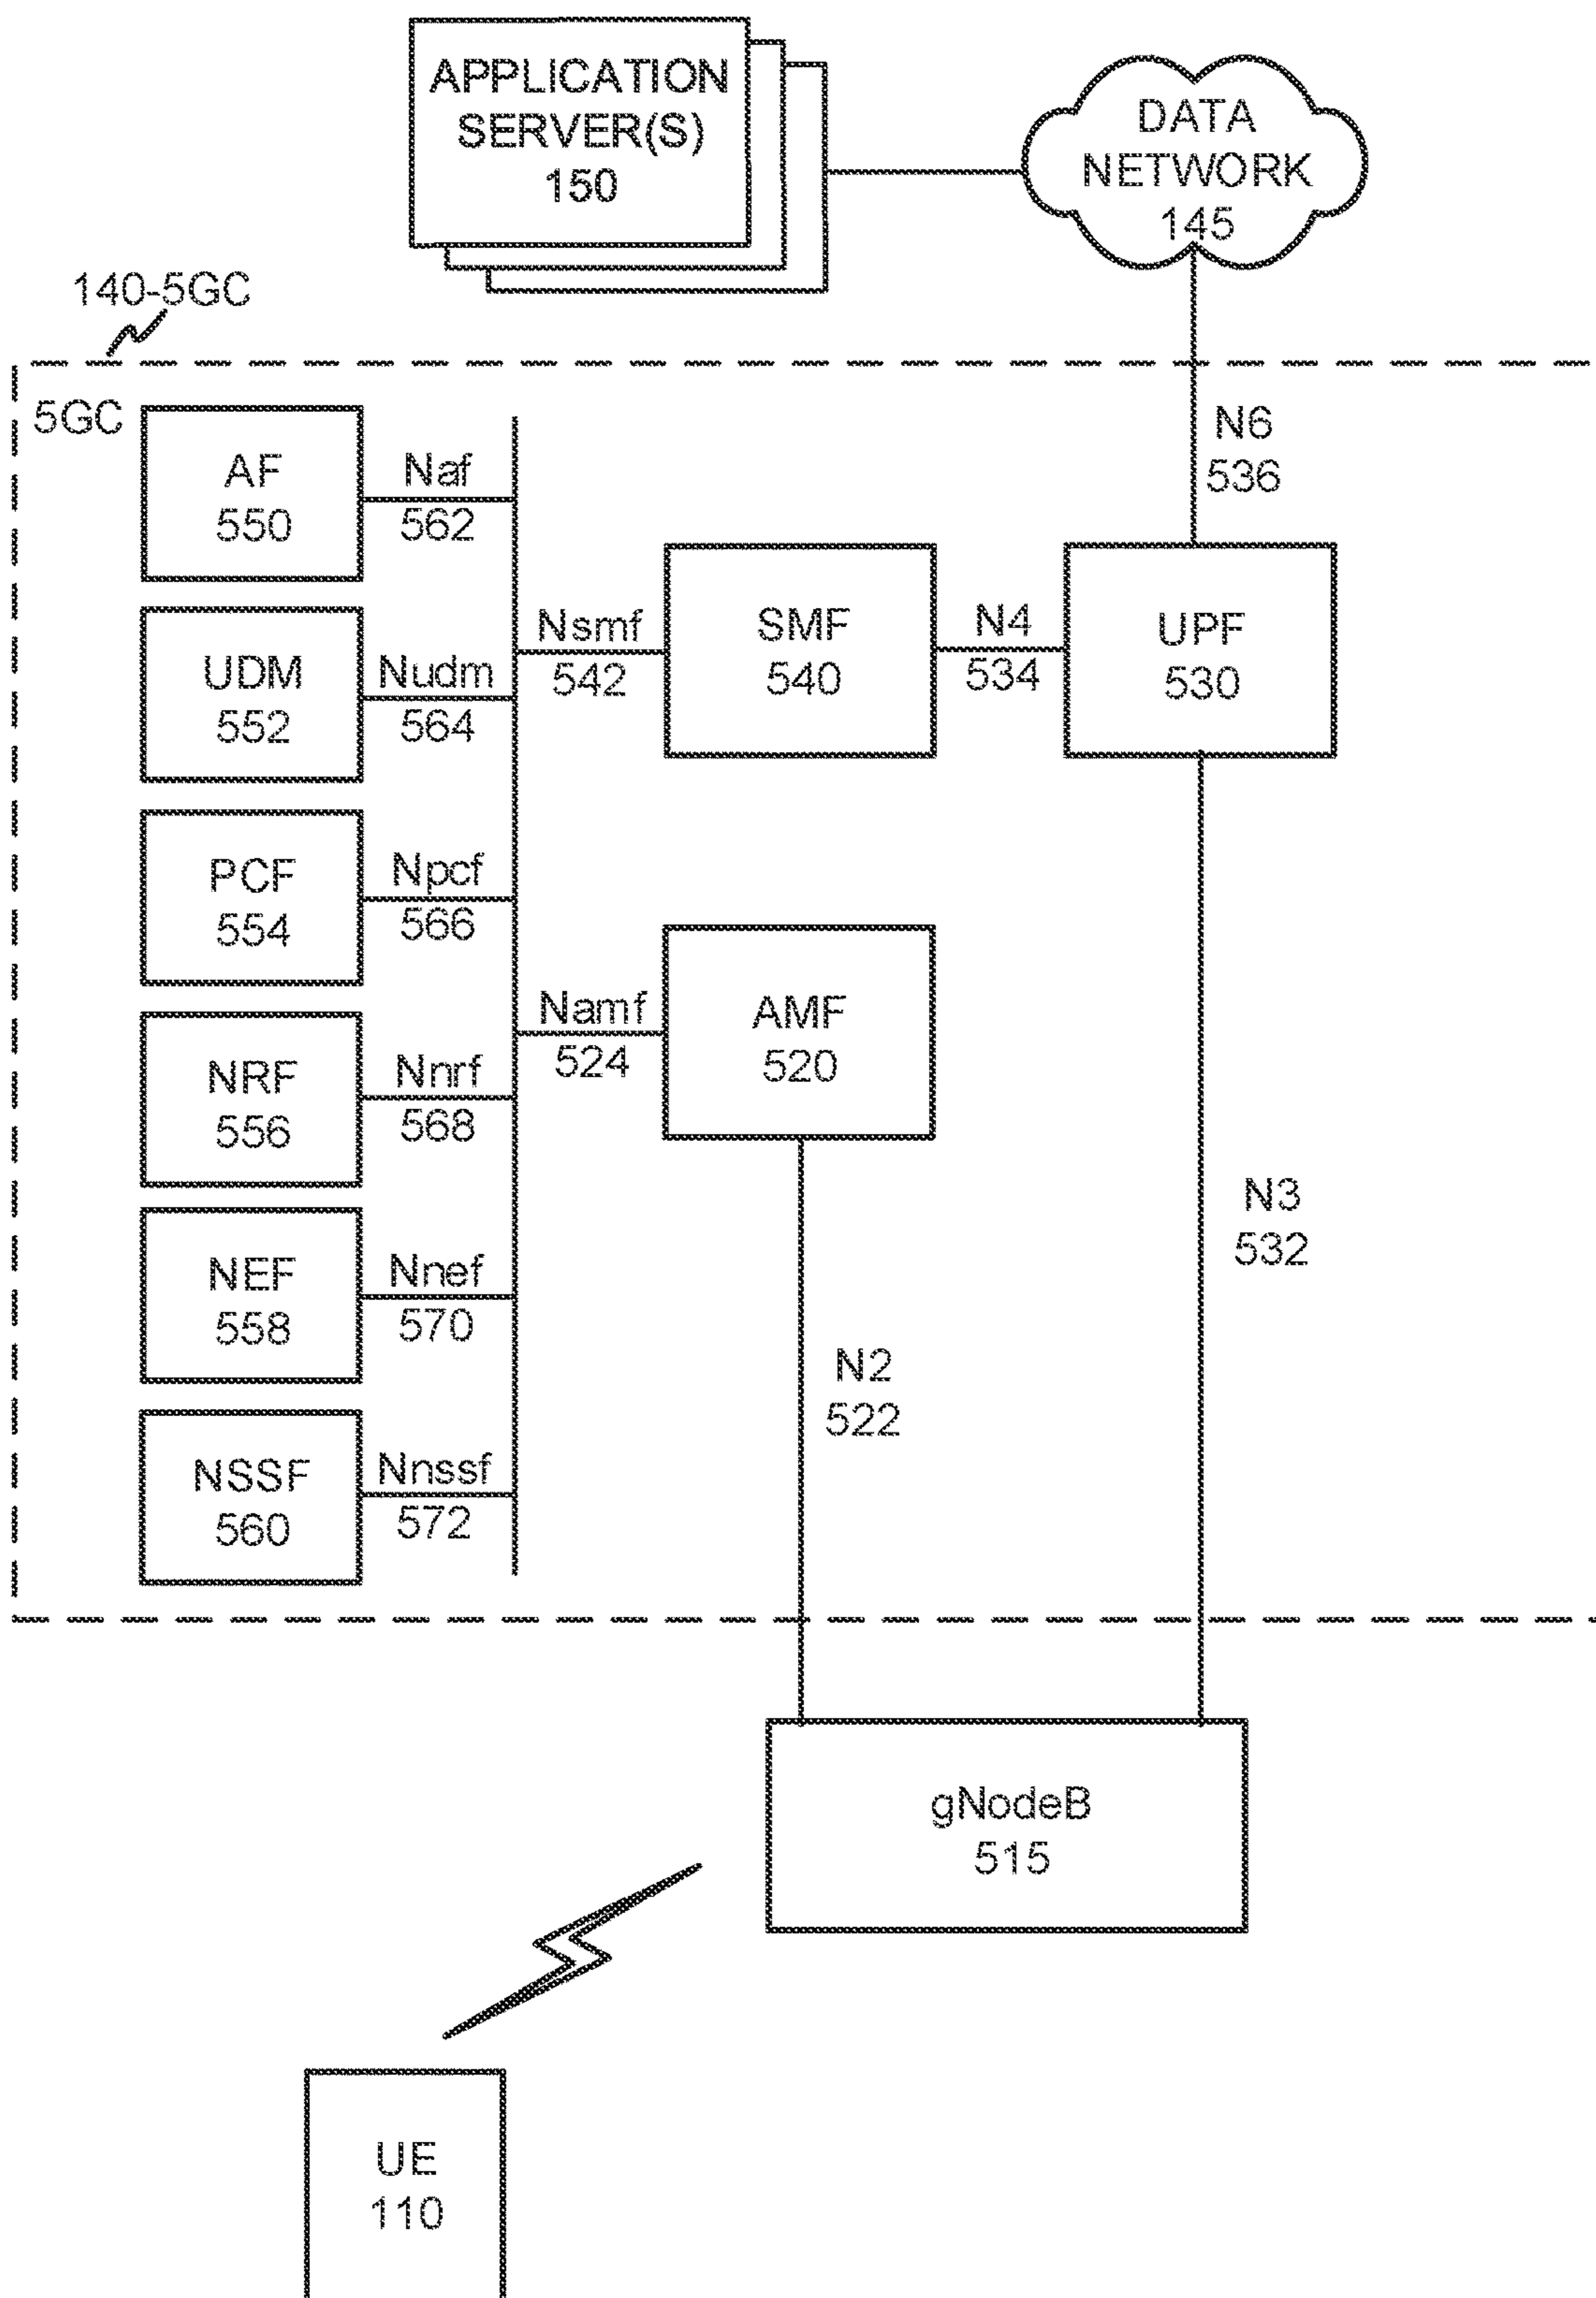 APPLICATION
SERVER(S)
150
DATA
NETWORK
145
140-5GC
5GC
AF
550
Naf
562
N6
536
UDM
552
Nudm
564
Nsmf
542
SMF
540
N4
534
UPF
530
PCF
554
Npcf
566
Namf
524
AMF
520
NRF
556
Nnrf
568
N3
532
NEF
558
Nnef
570
N2
522
NSSF
560
Nnssf
572
gNodeB
515
UE
110